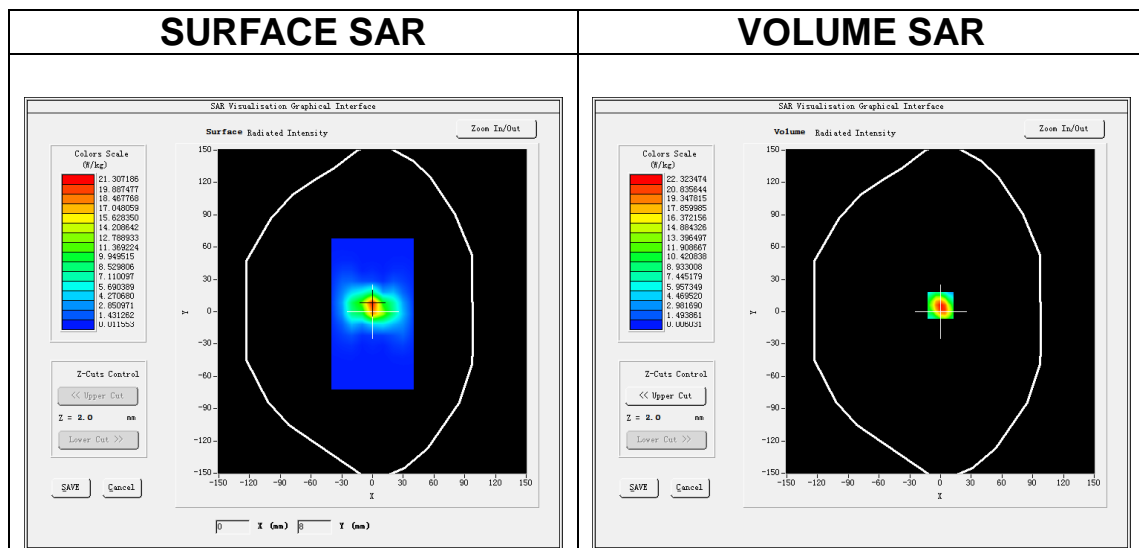 SURFACE SAR
VOLUME SAR
SAR Visualisation Graphical Interface
Surface Radiated Intensity
Zoom In/Out
Colors Scale
(W/kg)
21.307186
19.887477
18.467768
17.048059
15.628350
14.208642
12.788933
11.369224
9.949515
8.529806
7.110097
5.690389
4.270680
2.850971
1.431262
0.011553
150
120
90
60
30
0
-30
-60
-90
-120
-150
Y
-150 -120 -90 -60 -30 0 30 60 90 120 150
X
Z-Cuts Control
<< Upper Cut
Z = 2.0 mm
Lower Cut >>
SAVE Cancel
0 X (mm) 8 Y (mm)
SAR Visualisation Graphical Interface
Volume Radiated Intensity
Zoom In/Out
Colors Scale
(W/kg)
22.323474
20.835644
19.347815
17.859985
16.372156
14.884326
13.396497
11.908667
10.420838
8.933008
7.445179
5.957349
4.469520
2.981690
1.493861
0.006031
150
120
90
60
30
0
-30
-60
-90
-120
-150
Y
-150 -120 -90 -60 -30 0 30 60 90 120 150
X
Z-Cuts Control
<< Upper Cut
Z = 2.0 mm
Lower Cut >>
SAVE Cancel